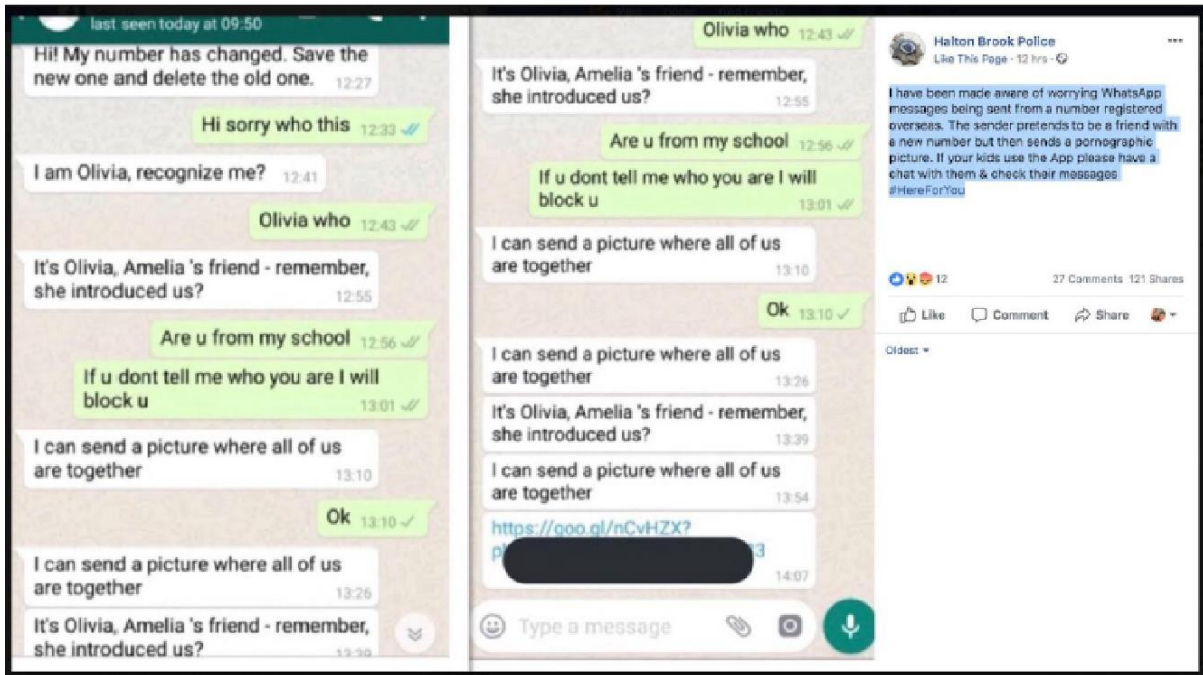 last seen today at 09:50
Hi! My number has changed. Save the
new one and delete the old one. 12:27
Hi sorry who this 12:33
I am Olivia, recognize me? 12:41
Olivia who 12:43
It's Olivia, Amelia 's friend - remember,
she introduced us? 12:55
Are u from my school 12:56
If u dont tell me who you are I will
block u 13:01
I can send a picture where all of us
are together 13:10
Ok 13:10
I can send a picture where all of us
are together 13:26
It's Olivia, Amelia 's friend - remember,
she introduced us? 13:39
Olivia who 12:43
It's Olivia, Amelia 's friend - remember,
she introduced us? 12:55
Are u from my school 12:56
If u dont tell me who you are I will
block u 13:01
I can send a picture where all of us
are together 13:10
Ok 13:10
I can send a picture where all of us
are together 13:26
It's Olivia, Amelia 's friend - remember,
she introduced us? 13:39
I can send a picture where all of us
are together 13:54
https://goo.gl/nCvHZX?
14:07
Type a message
Halton Brook Police
Like This Page · 12 hrs ·
I have been made aware of worrying WhatsApp
messages being sent from a number registered
overseas. The sender pretends to be a friend with
a new number but then sends a pornographic
picture. If your kids use the App please have a
chat with them & check their messages
#HereForYou
12 27 Comments 121 Shares
Like Comment Share
Oldest